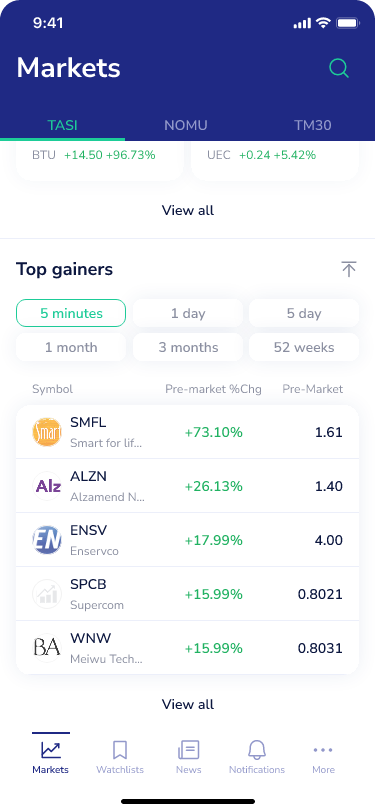 9:41
Markets
TASI NOMU TM30
BTU +14.50 +96.73% UEC +0.24 +5.42%
View all
Top gainers
5 minutes 1 day 5 day
1 month 3 months 52 weeks
Symbol Pre-market %Chg Pre-Market
Smart SMFL +73.10% 1.61
Smart for lif...
Alz ALZN +26.13% 1.40
Alzamend N...
EN ENSV +17.99% 4.00
Enservco
SPCB +15.99% 0.8021
Supercom
BA WNW +15.99% 0.8031
Meiwu Tech...
View all
Markets Watchlists News Notifications More